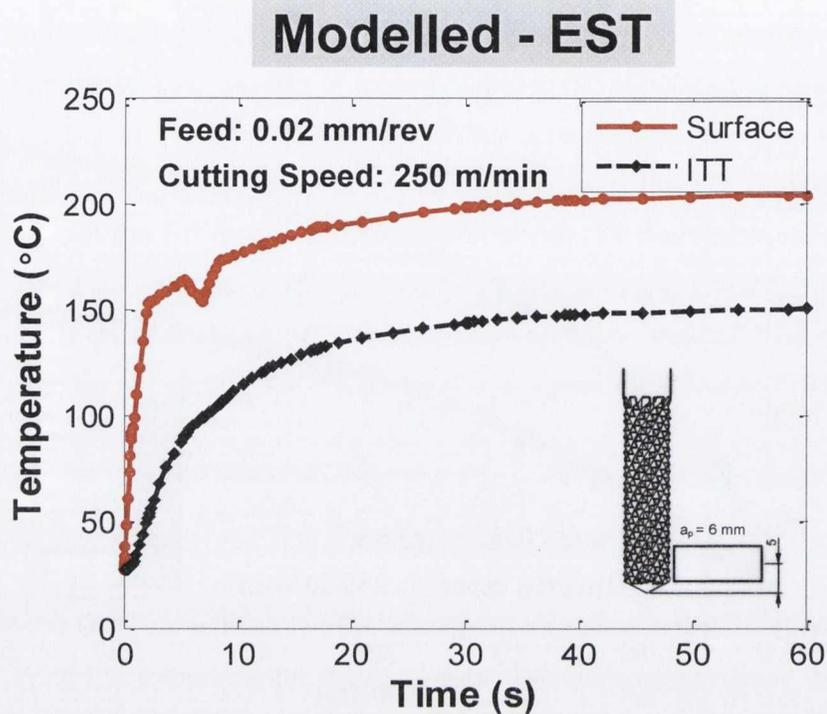 Modelled - EST
250
200
150
100
50
0
Temperature (°C)
Feed: 0.02 mm/rev
Cutting Speed: 250 m/min
Surface
ITT
aₚ = 6 mm
5
0
10
20
30
40
50
60
Time (s)